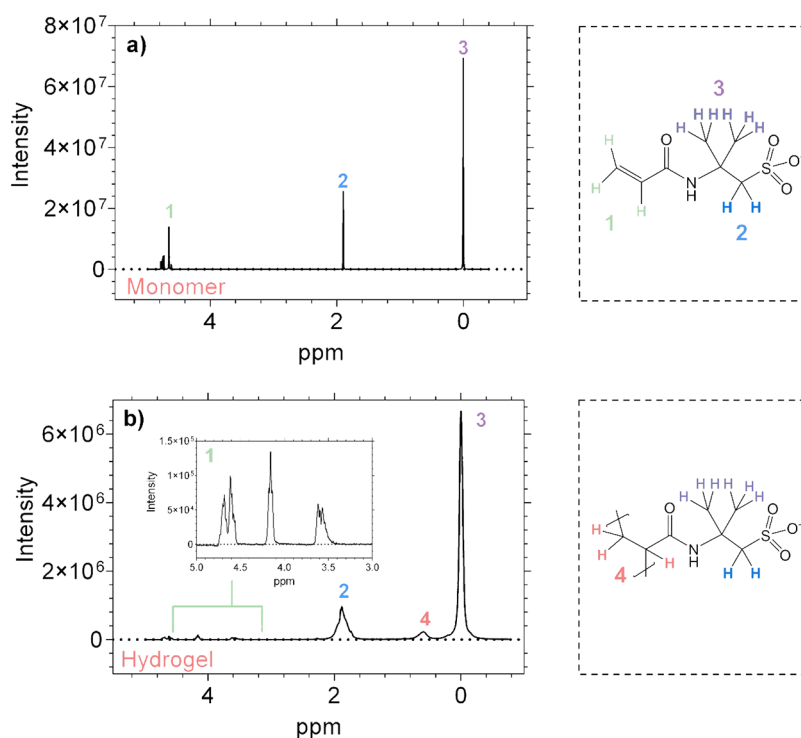 a)
Intensity
8×10⁷
6×10⁷
4×10⁷
2×10⁷
0
1
2
3
Monomer
4 2 0
ppm
3
H H H H
H H
H
O
O
S
O⁻
O
N
H
H
H
H H
1
2
b)
Intensity
6×10⁶
4×10⁶
2×10⁶
0
1
Intensity
1.5×10⁵
1.0×10⁵
5×10⁴
0
5.0 4.5 4.0 3.5 3.0
ppm
2
4
3
Hydrogel
4 2 0
ppm
3
H H H H
H H
O
O
S
O⁻
O
H
N
H
H
H
H H
4
2